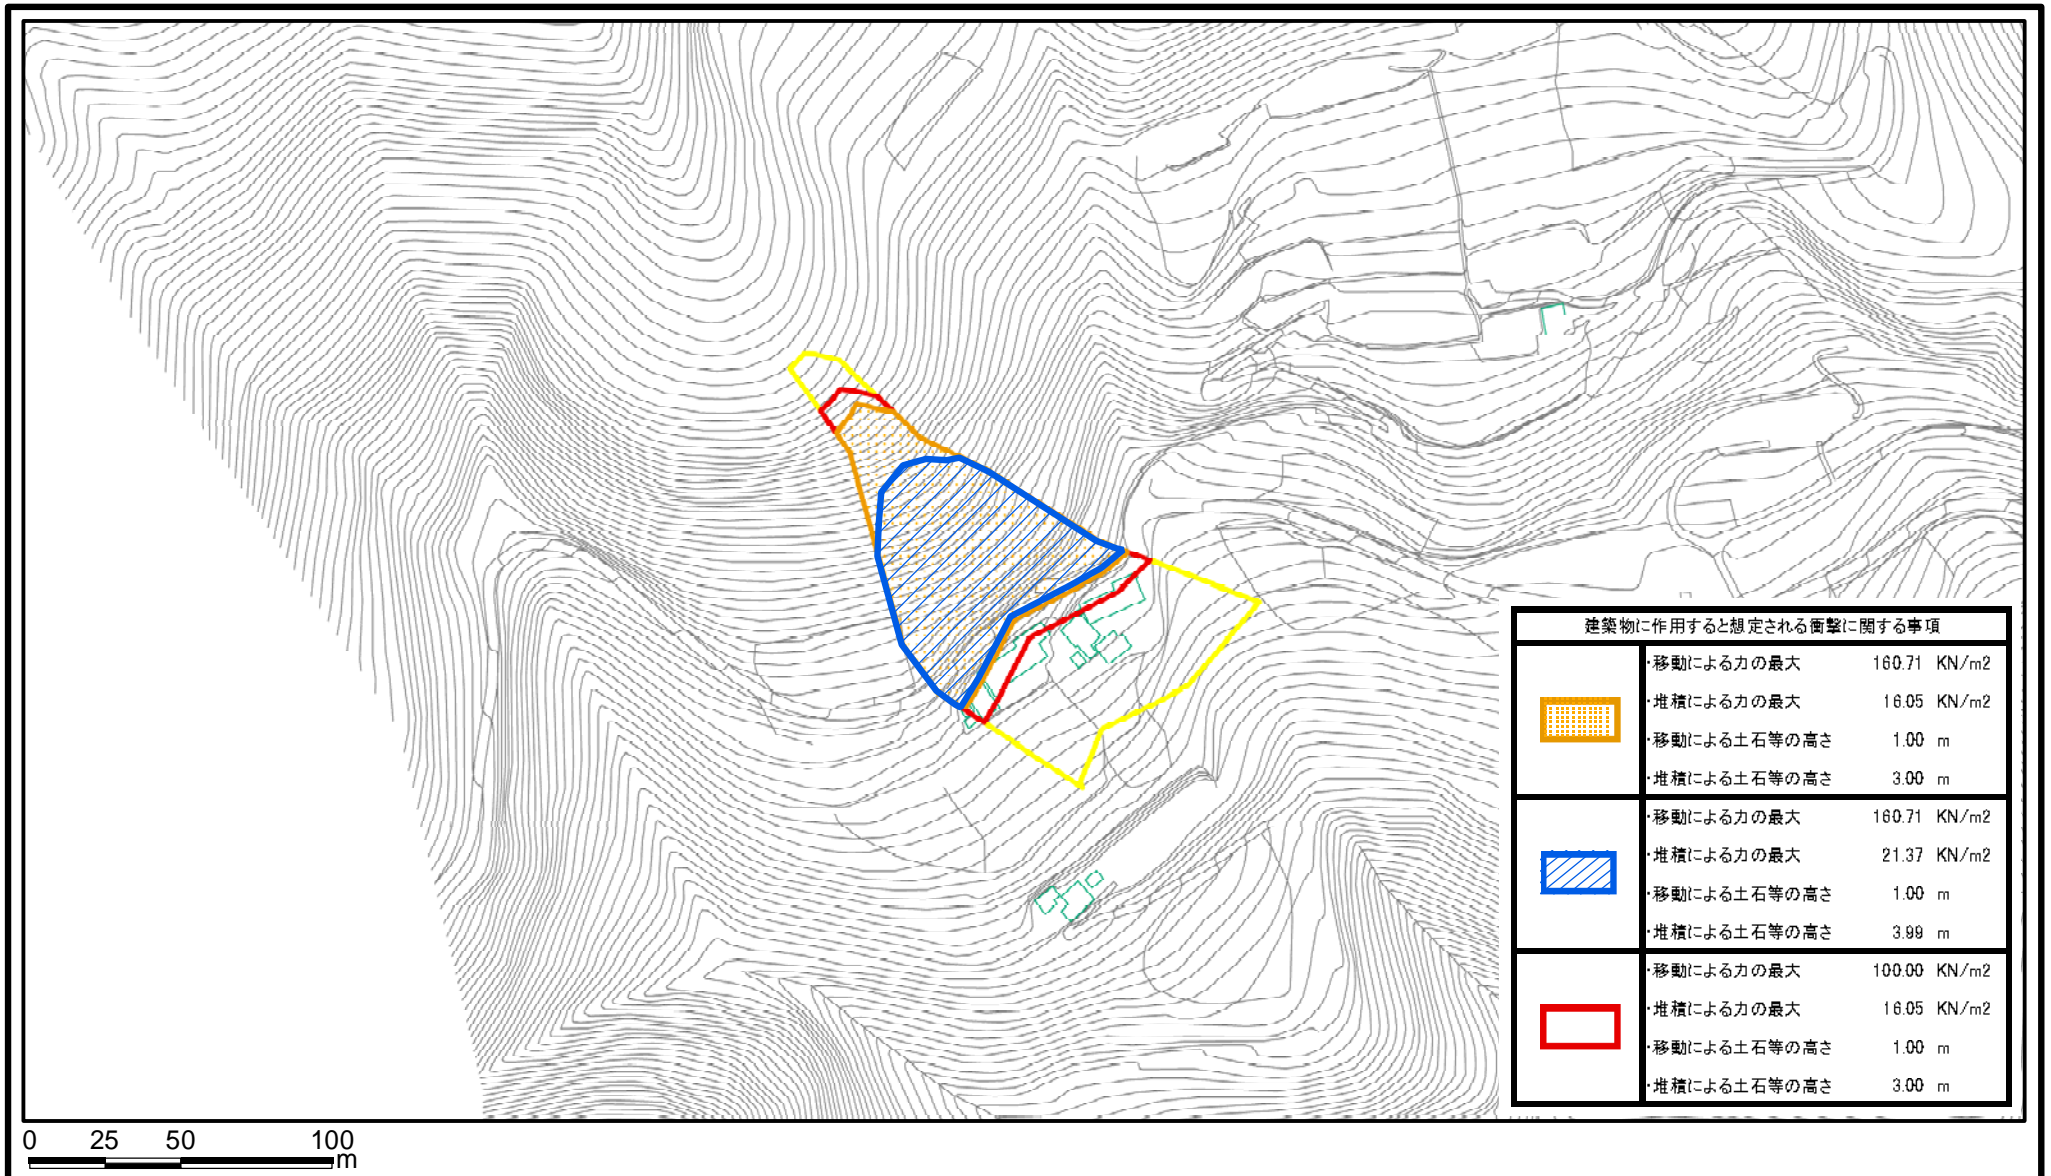 建築物に作用すると想定される衝撃に関する事項
・移動による力の最大 160.71 KN/m2
・堆積による力の最大 16.05 KN/m2
・移動による土石等の高さ 1.00 m
・堆積による土石等の高さ 3.00 m
・移動による力の最大 160.71 KN/m2
・堆積による力の最大 21.37 KN/m2
・移動による土石等の高さ 1.00 m
・堆積による土石等の高さ 3.99 m
・移動による力の最大 100.00 KN/m2
・堆積による力の最大 16.05 KN/m2
・移動による土石等の高さ 1.00 m
・堆積による土石等の高さ 3.00 m
0 25 50 100
m